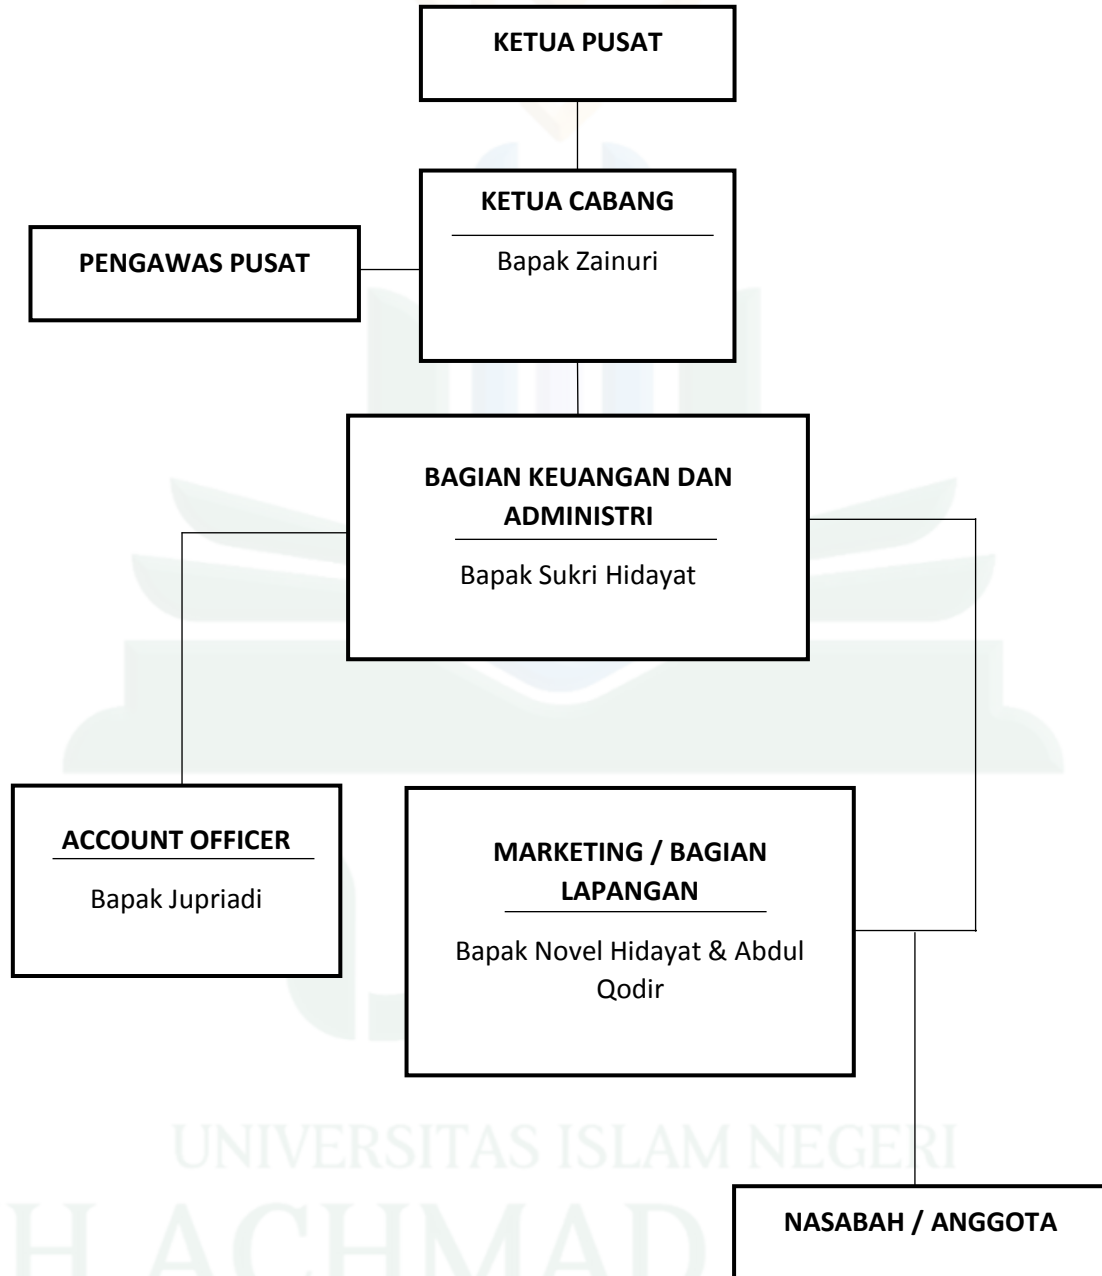 KETUA PUSAT
KETUA CABANG
Bapak Zainuri
PENGAWAS PUSAT
BAGIAN KEUANGAN DAN
ADMINISTRI
Bapak Sukri Hidayat
ACCOUNT OFFICER
Bapak Jupriadi
MARKETING / BAGIAN
LAPANGAN
Bapak Novel Hidayat & Abdul
Qodir
UNIVERSITAS ISLAM NEGERI
H ACHMAD
NASABAH / ANGGOTA